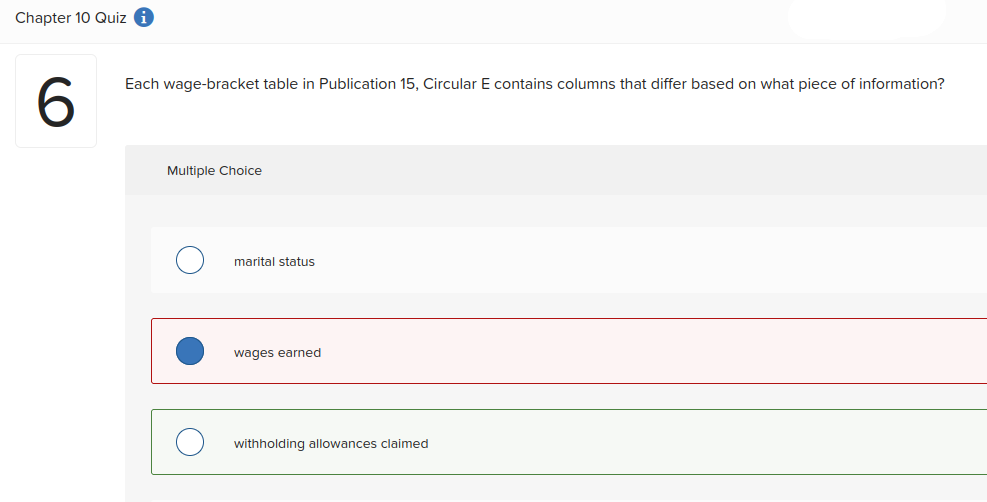 Chapter 10 Quiz i
6
Each wage-bracket table in Publication 15, Circular E contains columns that differ based on what piece of information?
Multiple Choice
marital status
wages earned
withholding allowances claimed